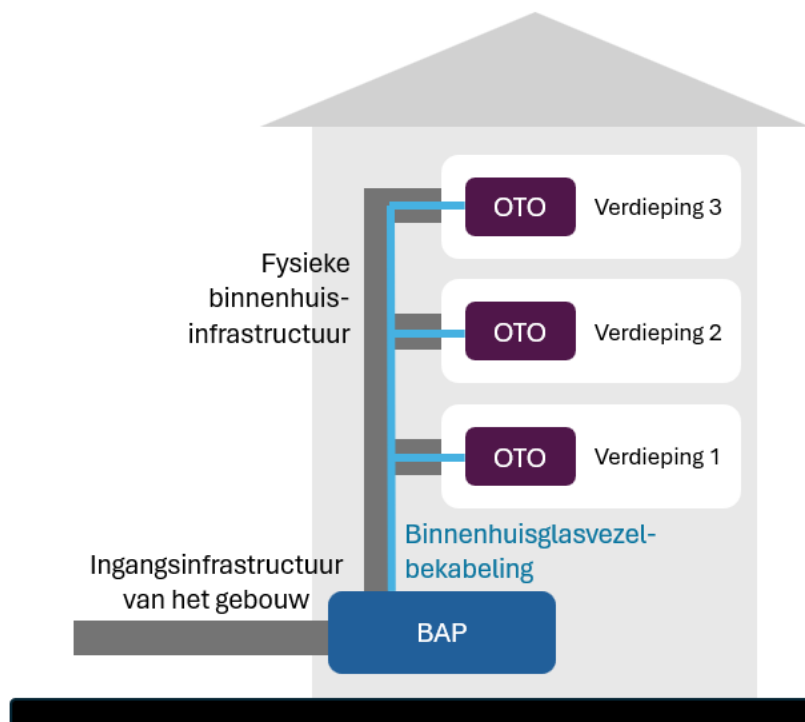 OTO
Verdieping 3
Fysieke
binnenhuis-
infrastructuur
OTO
Verdieping 2
OTO
Verdieping 1
Binnenhuisglasvezel-
bekabeling
Ingangsinfrastructuur
van het gebouw
BAP